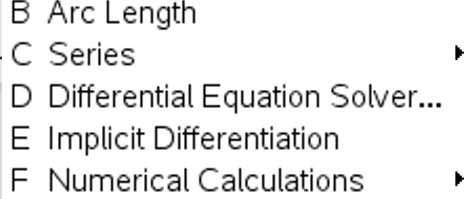 B Arc Length
C Series
D Differential Equation Solver...
E Implicit Differentiation
F Numerical Calculations